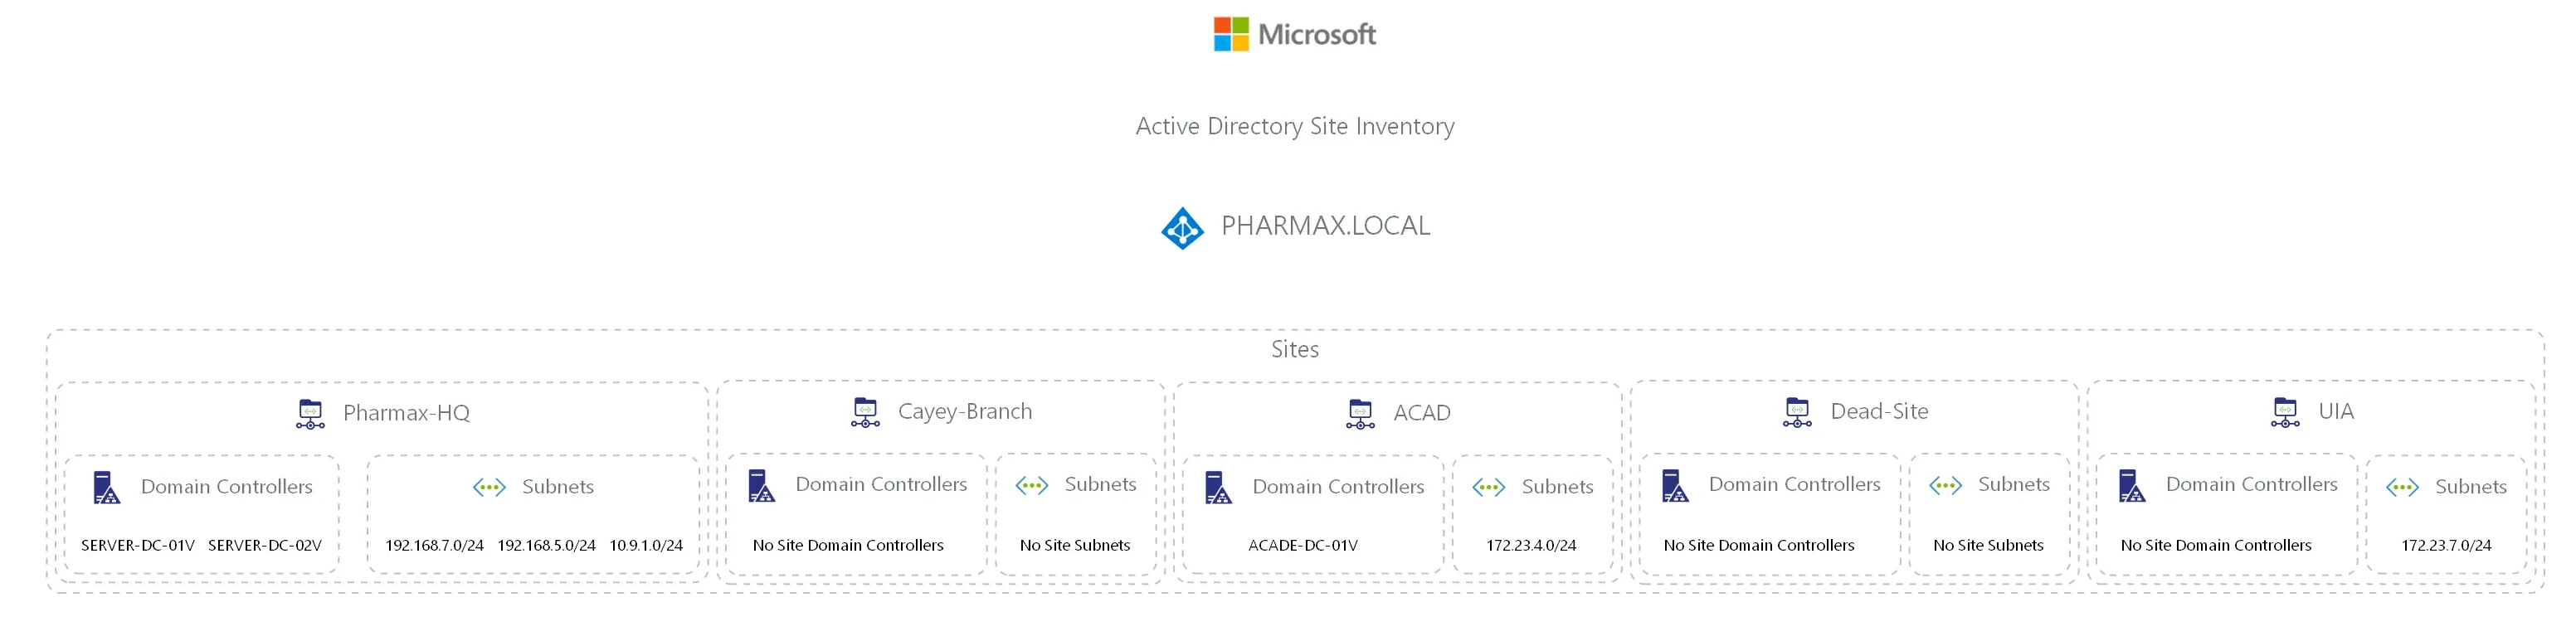 Microsoft
Active Directory Site Inventory
PHARMAX.LOCAL
Sites
Pharmax-HQ
Domain Controllers
SERVER-DC-01V SERVER-DC-02V
Subnets
192.168.7.0/24 192.168.5.0/24 10.9.1.0/24
Cayey-Branch
Domain Controllers
No Site Domain Controllers
Subnets
No Site Subnets
ACAD
Domain Controllers
ACADE-DC-01V
Subnets
172.23.4.0/24
Dead-Site
Domain Controllers
No Site Domain Controllers
Subnets
No Site Subnets
UIA
Domain Controllers
No Site Domain Controllers
Subnets
172.23.7.0/24